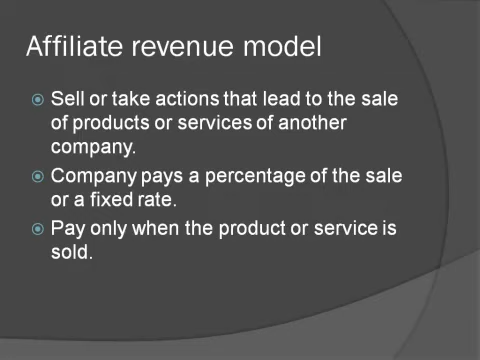 Affiliate revenue model
Sell or take actions that lead to the sale
of products or services of another
company.
Company pays a percentage of the sale
or a fixed rate.
Pay only when the product or service is
sold.